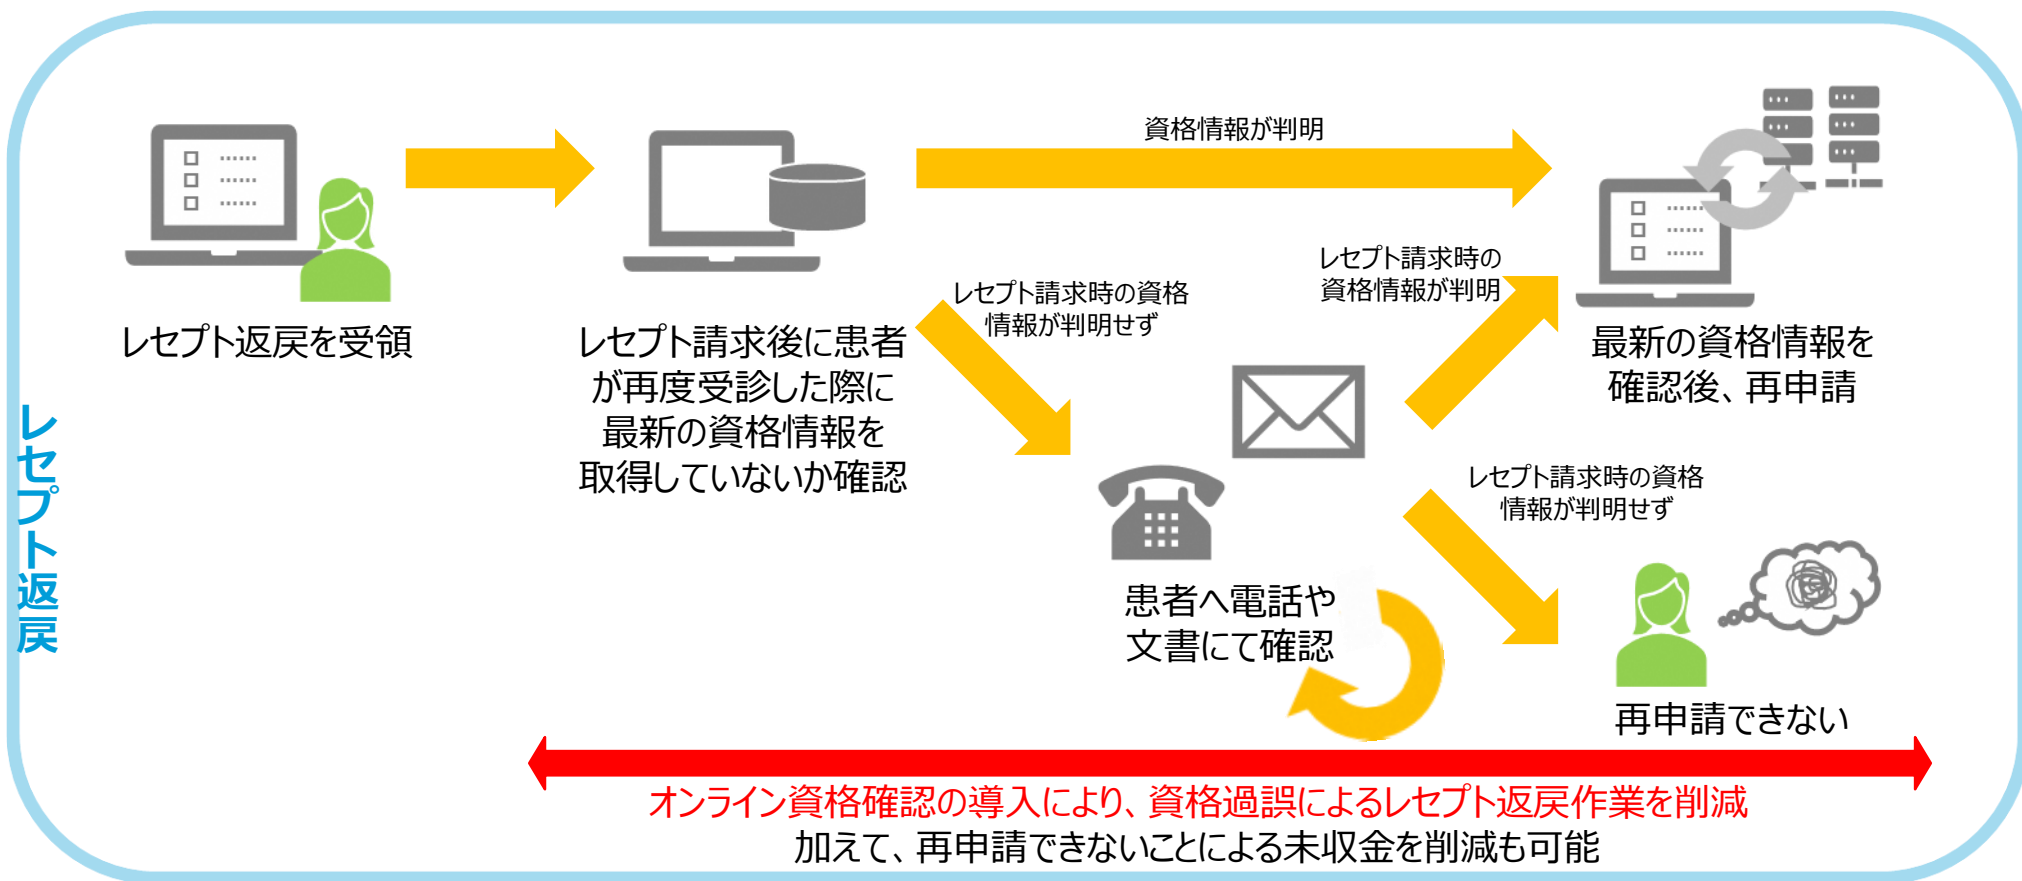 レセプト返戻
レセプト返戻を受領
レセプト請求後に患者
が再度受診した際に
最新の資格情報を
取得していないか確認
資格情報が判明
レセプト請求時の資格
情報が判明せず
患者へ電話や
文書にて確認
レセプト請求時の
資格情報が判明
最新の資格情報を
確認後、再申請
レセプト請求時の資格
情報が判明せず
再申請できない
オンライン資格確認の導入により、資格過誤によるレセプト返戻作業を削減
加えて、再申請できないことによる未収金を削減も可能